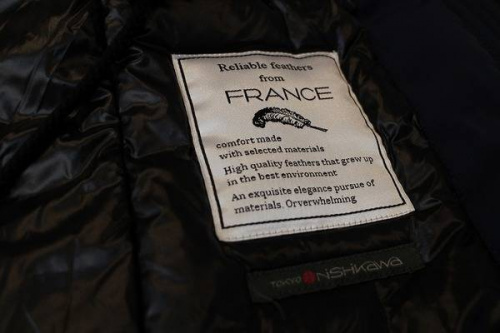 Reliable feathers
from
FRANCE
comfort made
with selected materials
High quality feathers that grew up
in the best environment
An exquisite elegance pursue of
materials. Orverwhelming
TOKYO NISHIKAWA